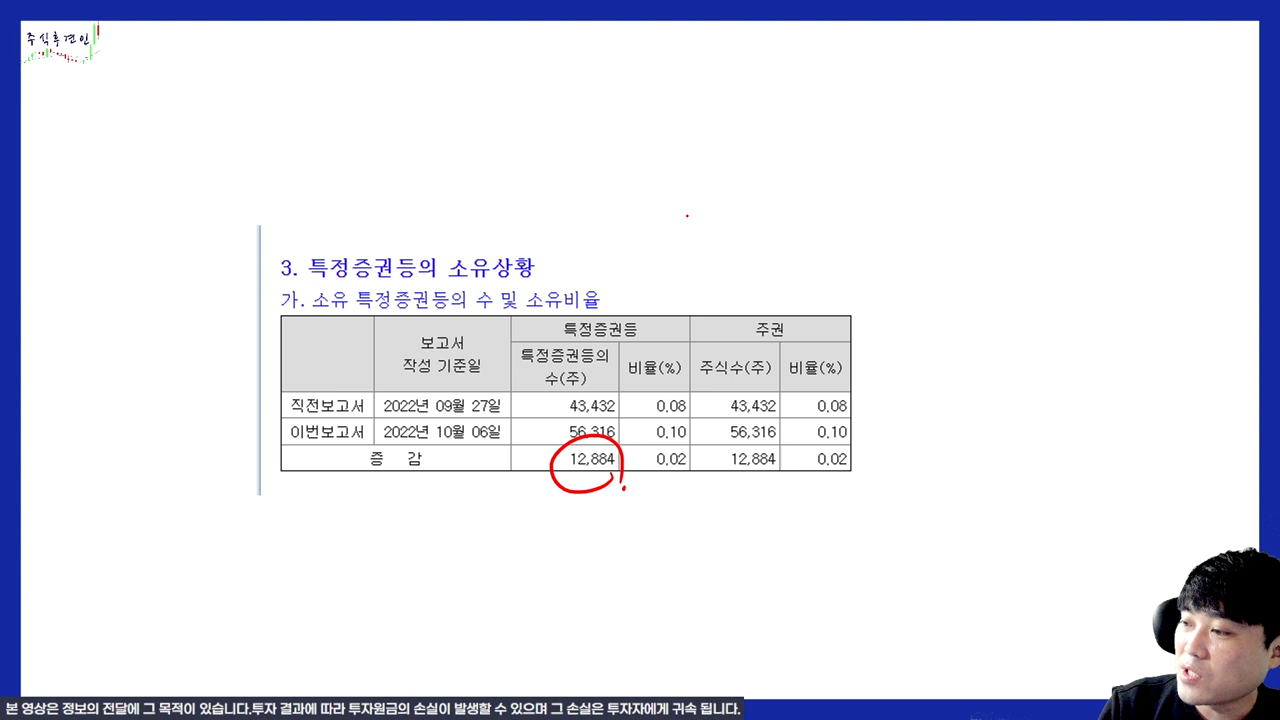 주식후견인
3. 특정증권등의 소유상황
가. 소유 특정증권등의 수 및 소유비율
보고서 작성 기준일 특정증권등 주권
특정증권등의 수(주) 비율(%) 주식수(주) 비율(%)
직전보고서 2022년 09월 27일 43,432 0.08 43,432 0.08
이번보고서 2022년 10월 06일 56,316 0.10 56,316 0.10
증 감 12,884 0.02 12,884 0.02
본 영상은 정보의 전달에 그 목적이 있습니다.투자 결과에 따라 투자원금의 손실이 발생할 수 있으며 그 손실은 투자자에게 귀속 됩니다.